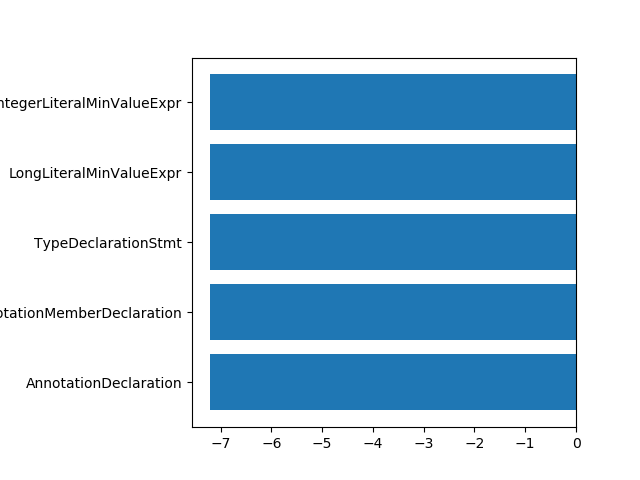 ntegerLiteralMinValueExpr
LongLiteralMinValueExpr
TypeDeclarationStmt
otationMemberDeclaration
AnnotationDeclaration
−7 −6 −5 −4 −3 −2 −1 0